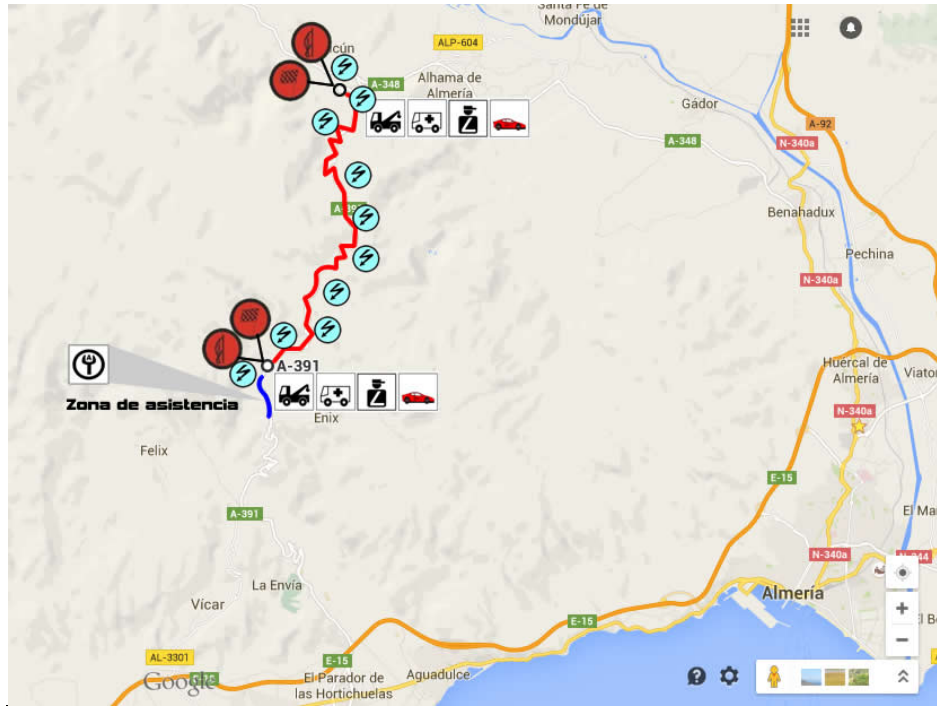 Santa Fe de
Mondújar
cún
ALP-604
A-348
Alhama de
Almería
Gádor
A-92
N-340a
A-348
Benahadux
Pechina
N-340a
Huércal de
Almería
Viator
A-391
Zona de asistencia
Enix
N-340a
Felix
E-15
A-391
El Ma
N-340a
N-344
La Envía
Almería
Vícar
E-15
El B
AL-3301
E-15
Google
El Parador de
las Hortichuelas
Aguadulce